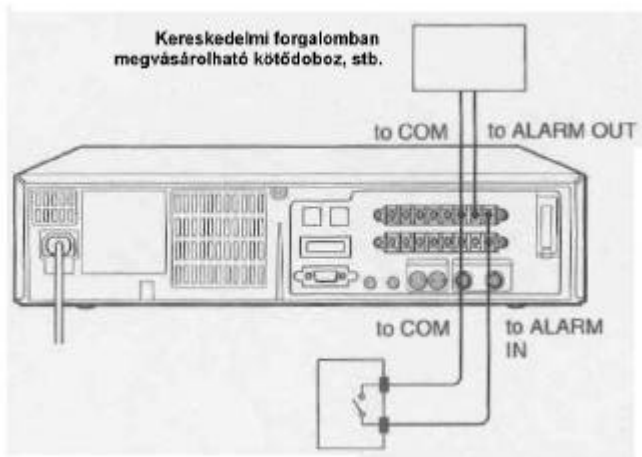 Kereskedelmi forgalomban
megvásárolható kötődoboz, stb.
to COM
to ALARM OUT
to COM
to ALARM
IN